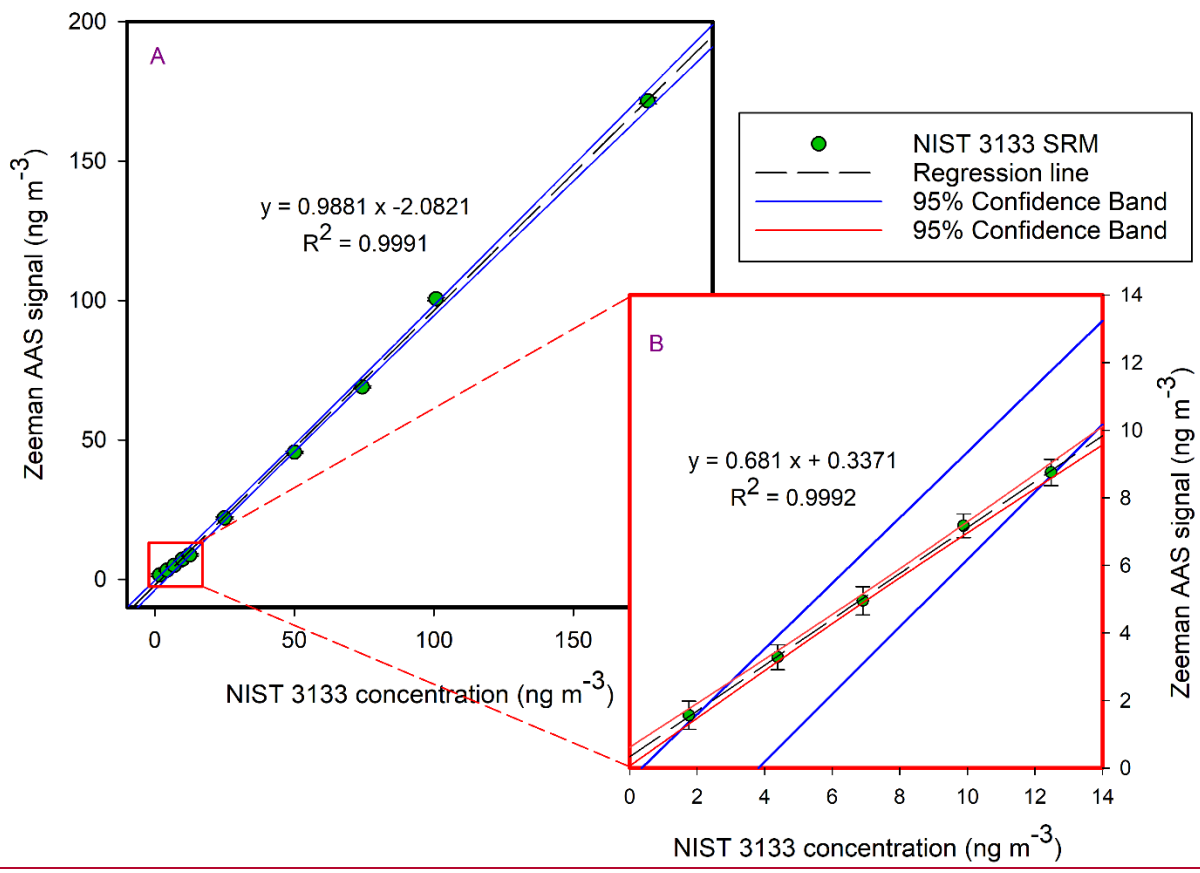 200
150
100
50
0
0
50
100
150
Zeeman AAS signal (ng m⁻³)
NIST 3133 concentration (ng m⁻³)
A
y = 0.9881 x -2.0821
R² = 0.9991
NIST 3133 SRM
Regression line
95% Confidence Band
95% Confidence Band
B
y = 0.681 x + 0.3371
R² = 0.9992
14
12
10
8
6
4
2
0
0
2
4
6
8
10
12
14
Zeeman AAS signal (ng m⁻³)
NIST 3133 concentration (ng m⁻³)